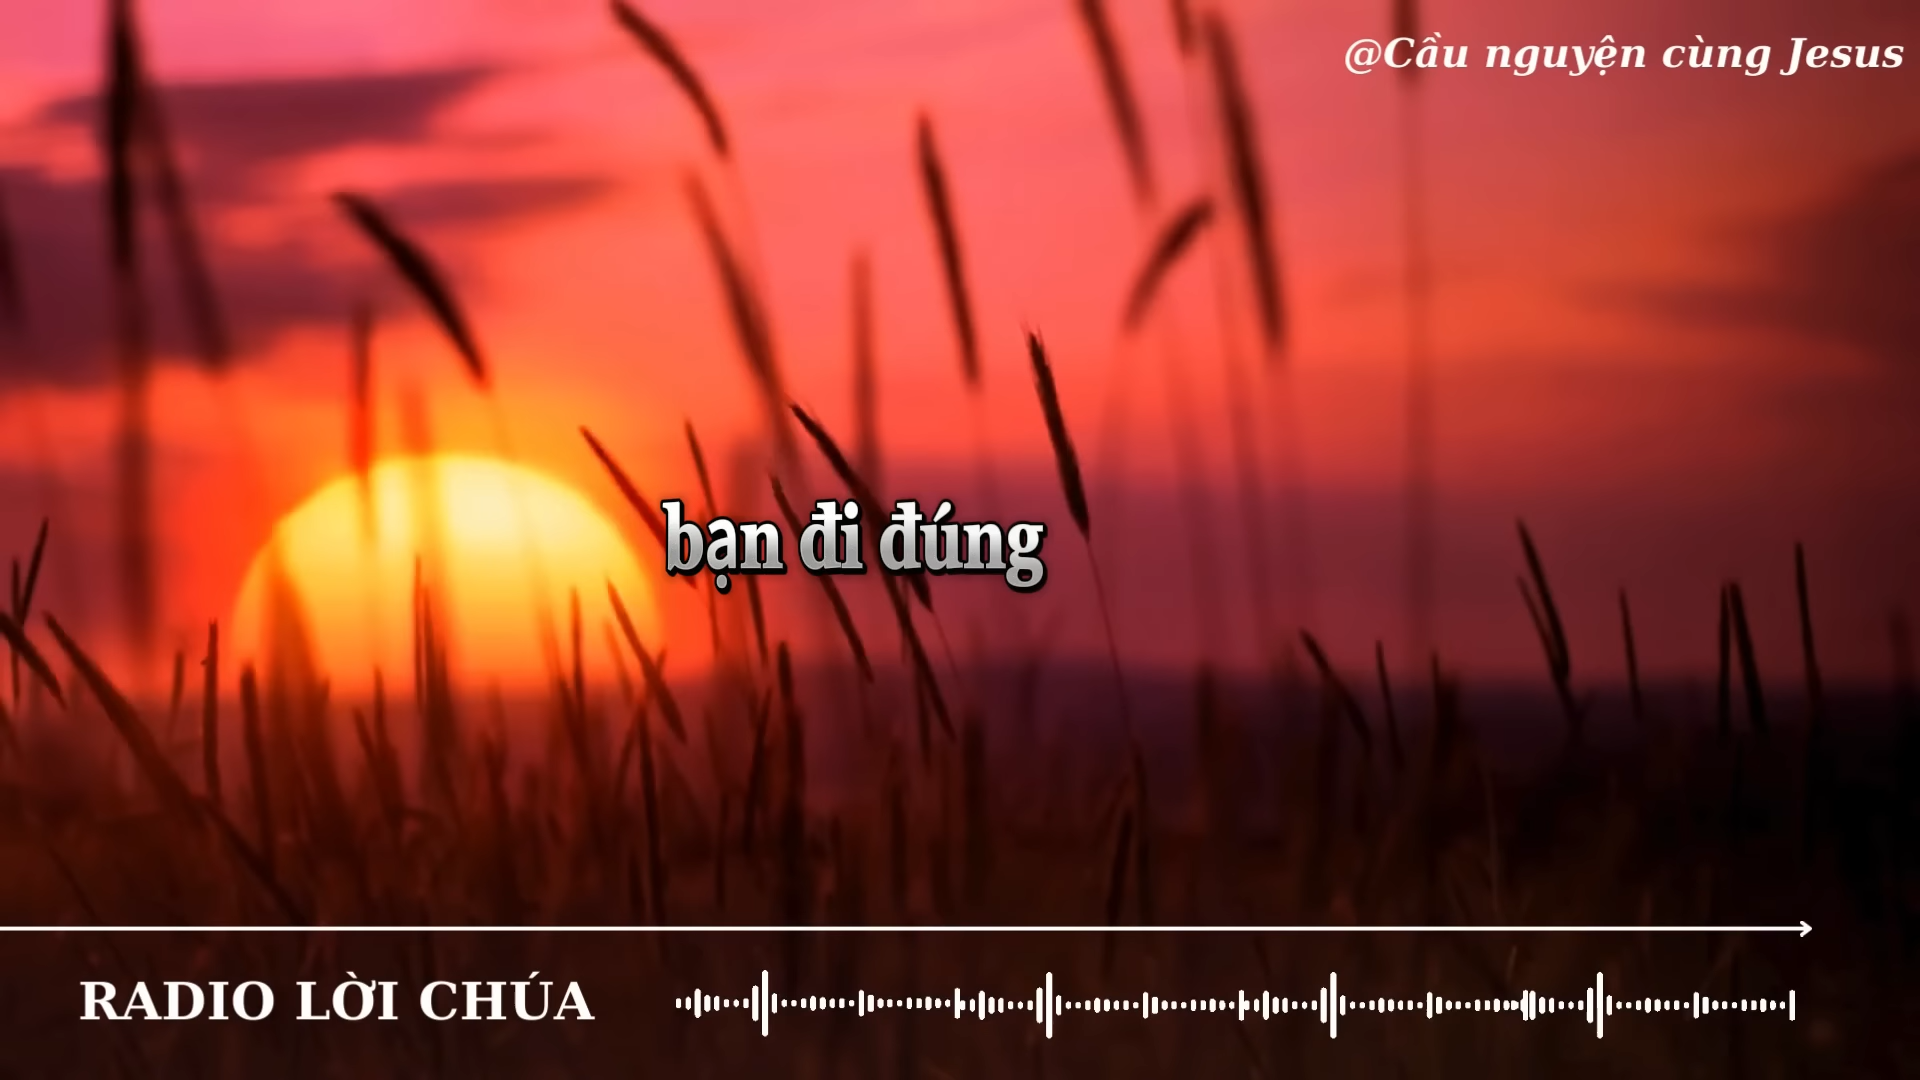 @Cầu nguyện cùng Jesus
bạn đi đúng
RADIO LỜI CHÚA